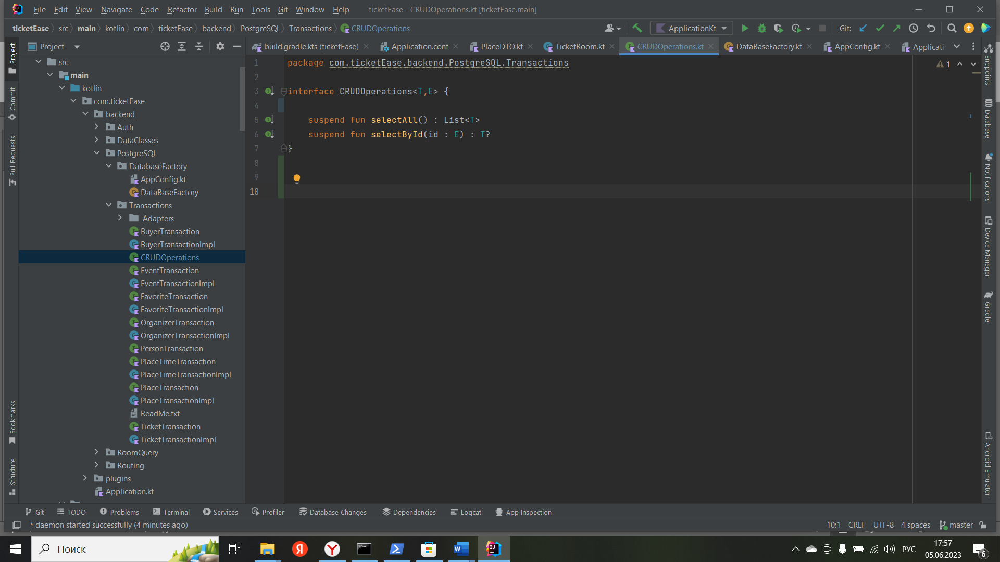 File Edit View Navigate Code Refactor Build Run Tools Git Window Help ticketEase - CRUDOperations.kt [ticketEase.main]
ticketEase src main kotlin com ticketEase backend PostgreSQL Transactions CRUDOperations ApplicationKt Git:
Project build.gradle.kts (ticketEase) Application.conf PlaceDTO.kt TicketRoom.kt CRUDOperations.kt DataBaseFactory.kt AppConfig.kt Applicati
Project
Commit
Pull Requests
Bookmarks
Structure
src
main
kotlin
com.ticketEase
backend
Auth
DataClasses
PostgreSQL
DatabaseFactory
AppConfig.kt
DataBaseFactory
Transactions
Adapters
BuyerTransaction
BuyerTransactionImpl
CRUDOperations
EventTransaction
EventTransactionImpl
FavoriteTransaction
FavoriteTransactionImpl
OrganizerTransaction
OrganizerTransactionImpl
PersonTransaction
PlaceTimeTransaction
PlaceTimeTransactionImpl
PlaceTransaction
PlaceTransactionImpl
ReadMe.txt
TicketTransaction
TicketTransactionImpl
RoomQuery
Routing
plugins
Application.kt
1 package com.ticketEase.backend.PostgreSQL.Transactions
2
3 interface CRUDOperations<T,E> {
4
5 suspend fun selectAll() : List<T>
6 suspend fun selectById(id : E) : T?
7 }
8
9
10
1
Endpoints
Database
Notifications
Device Manager
Gradle
Android Emulator
Git TODO Problems Terminal Services Profiler Database Changes Dependencies Logcat App Inspection
* daemon started successfully (4 minutes ago) 10:1 CRLF UTF-8 4 spaces master
Поиск РУС 17:57
05.06.2023
6